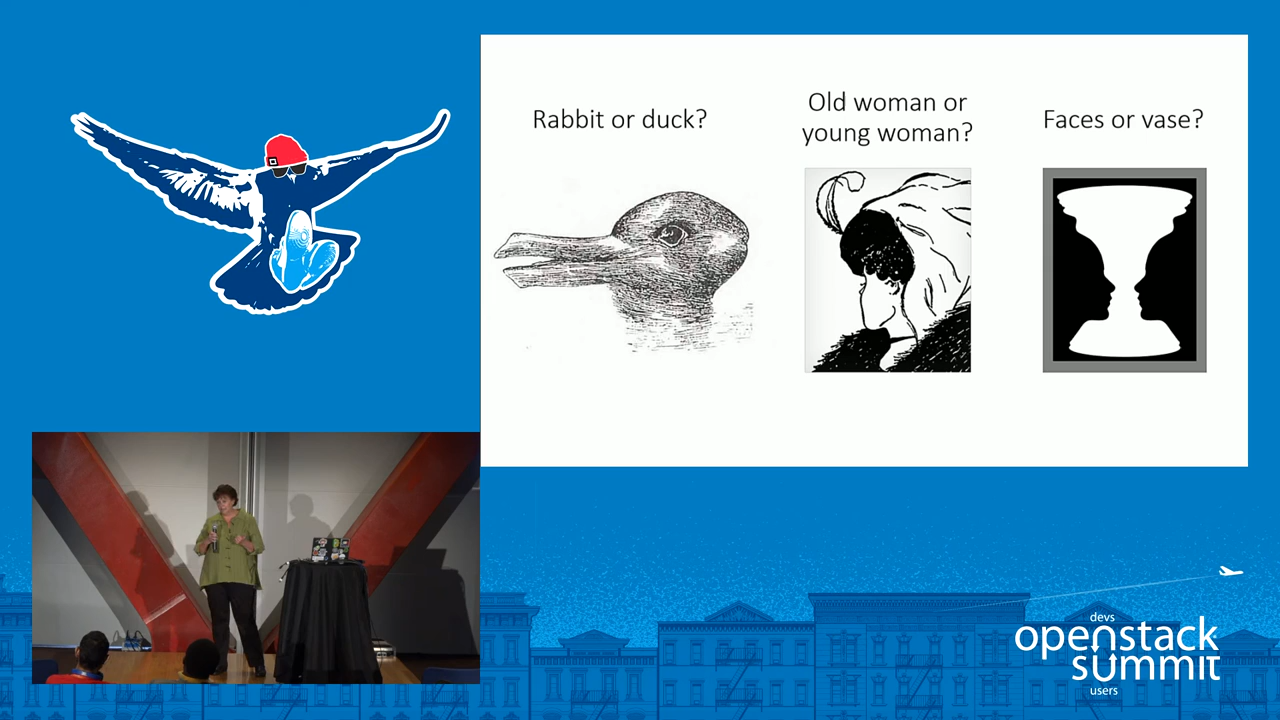 Rabbit or duck?
Old woman or
young woman?
Faces or vase?
devs
openstack
summit
users